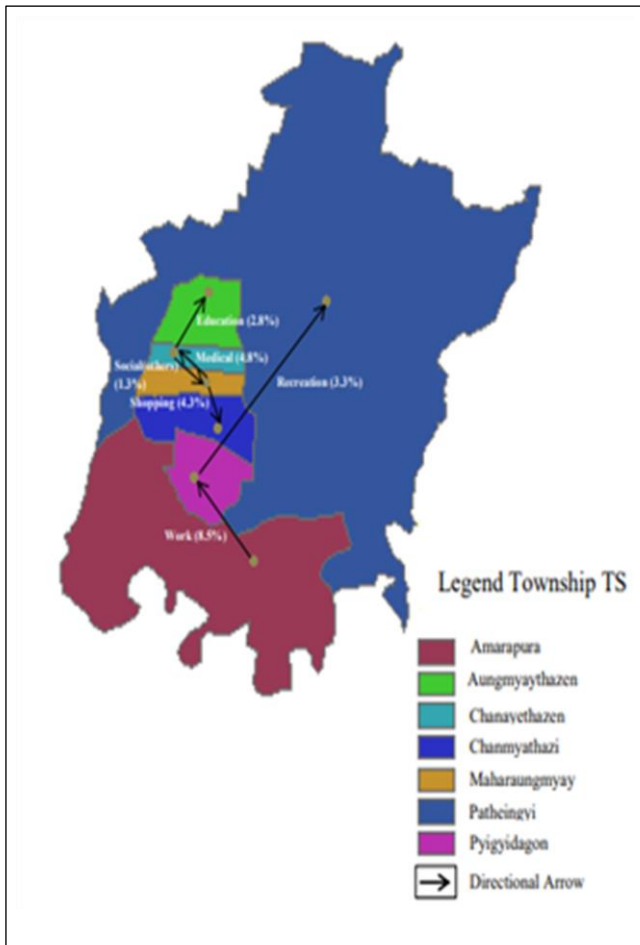 Education (2.8%)
Medical (4.8%)
Social(others)
(1.3%)
Recreation (3.3%)
Shopping (4.3%)
Work (8.5%)
Legend Township TS
Amarapura
Aungmyaythazen
Chanayethazen
Chanmyathazi
Maharaungmyay
Patheingyi
Pyigyidagon
Directional Arrow